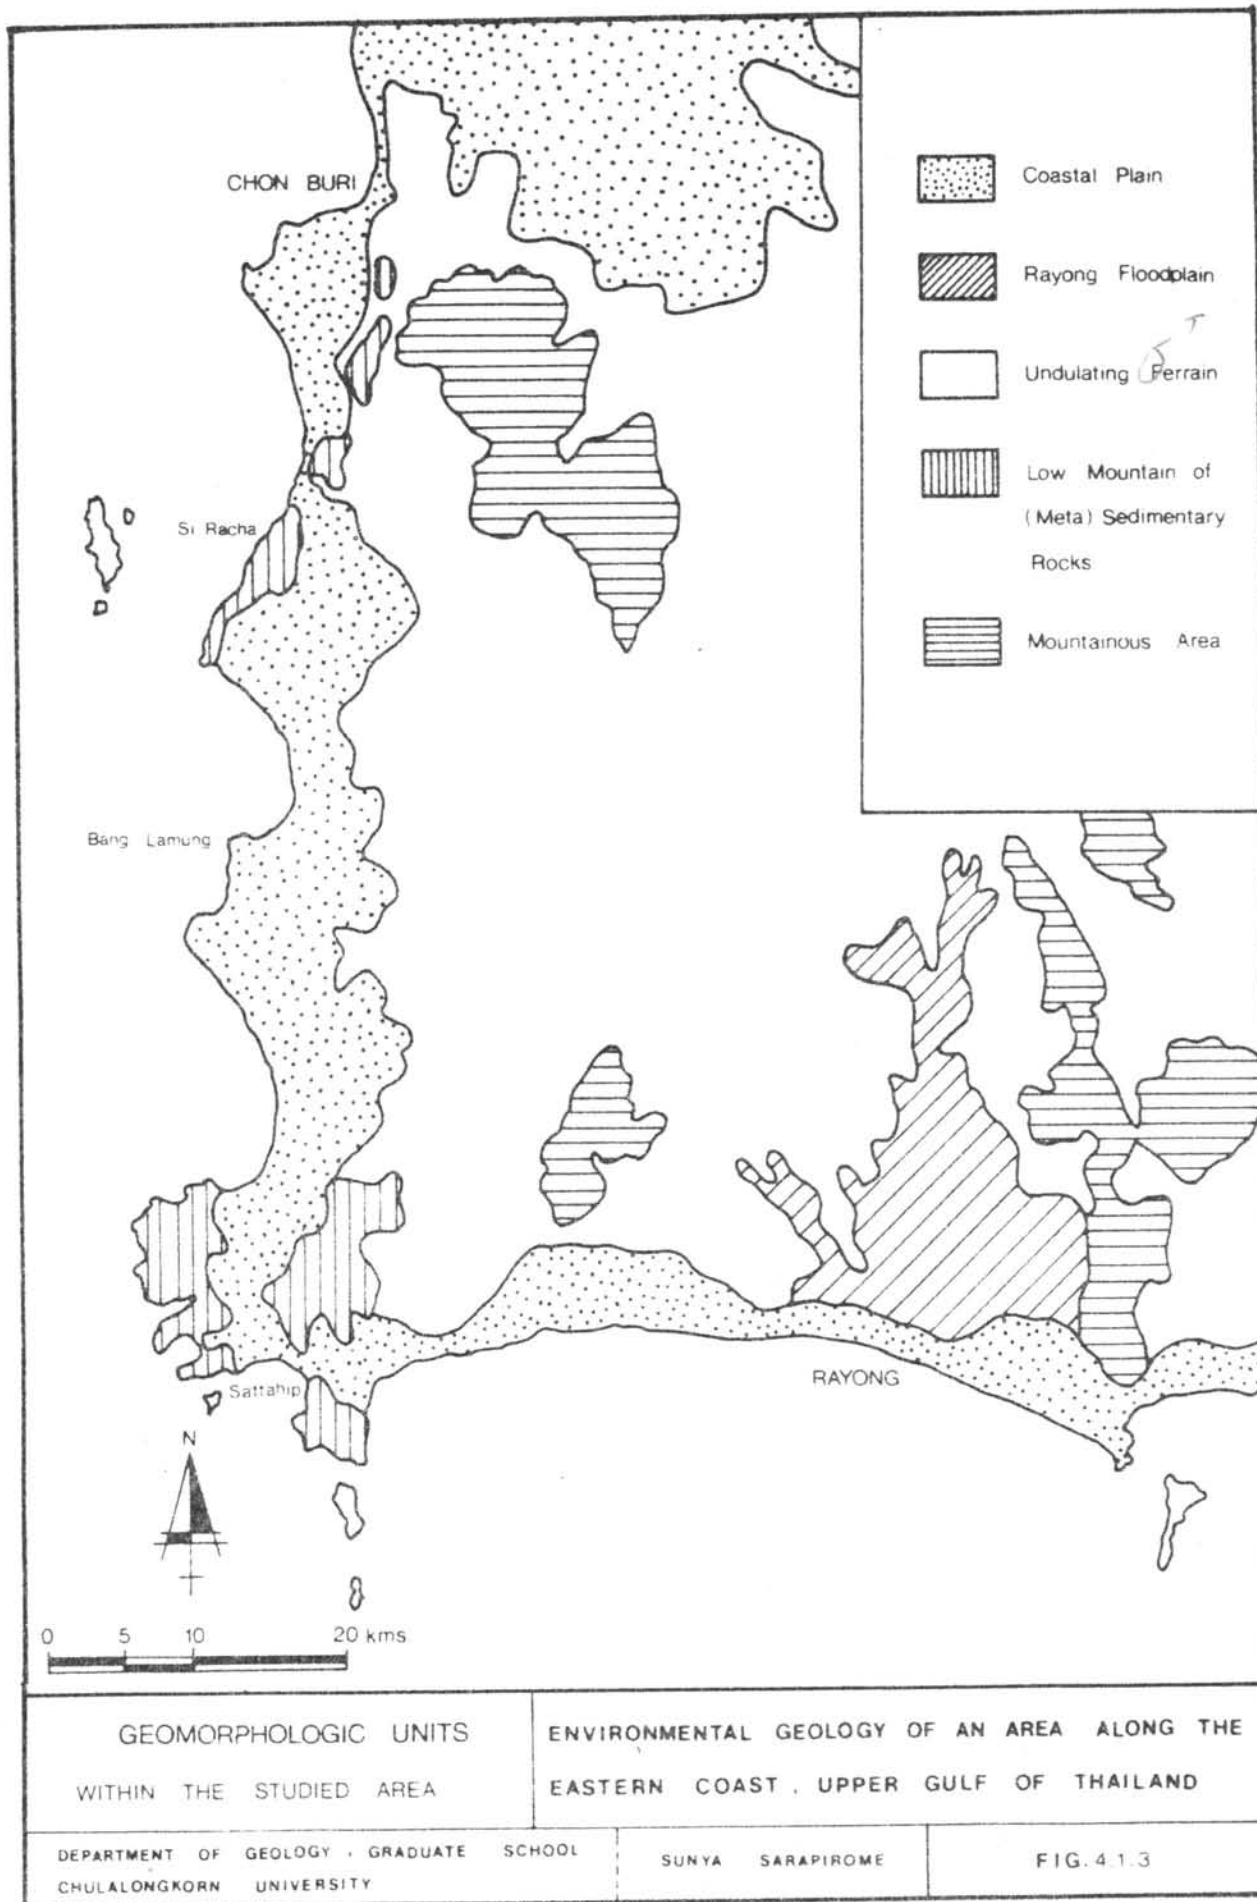 CHON BURI
Si Racha
Bang Lamung
Sattahip
RAYONG
Coastal Plain
Rayong Floodplain
Undulating Ferrain
T
Low Mountain of
(Meta) Sedimentary
Rocks
Mountainous Area
N
0 5 10 20 kms.
GEOMORPHOLOGIC UNITS
WITHIN THE STUDIED AREA
ENVIRONMENTAL GEOLOGY OF AN AREA ALONG THE
EASTERN COAST, UPPER GULF OF THAILAND
DEPARTMENT OF GEOLOGY, GRADUATE SCHOOL
CHULALONGKORN UNIVERSITY
SUNYA SARAPIROME
FIG. 4.1.3